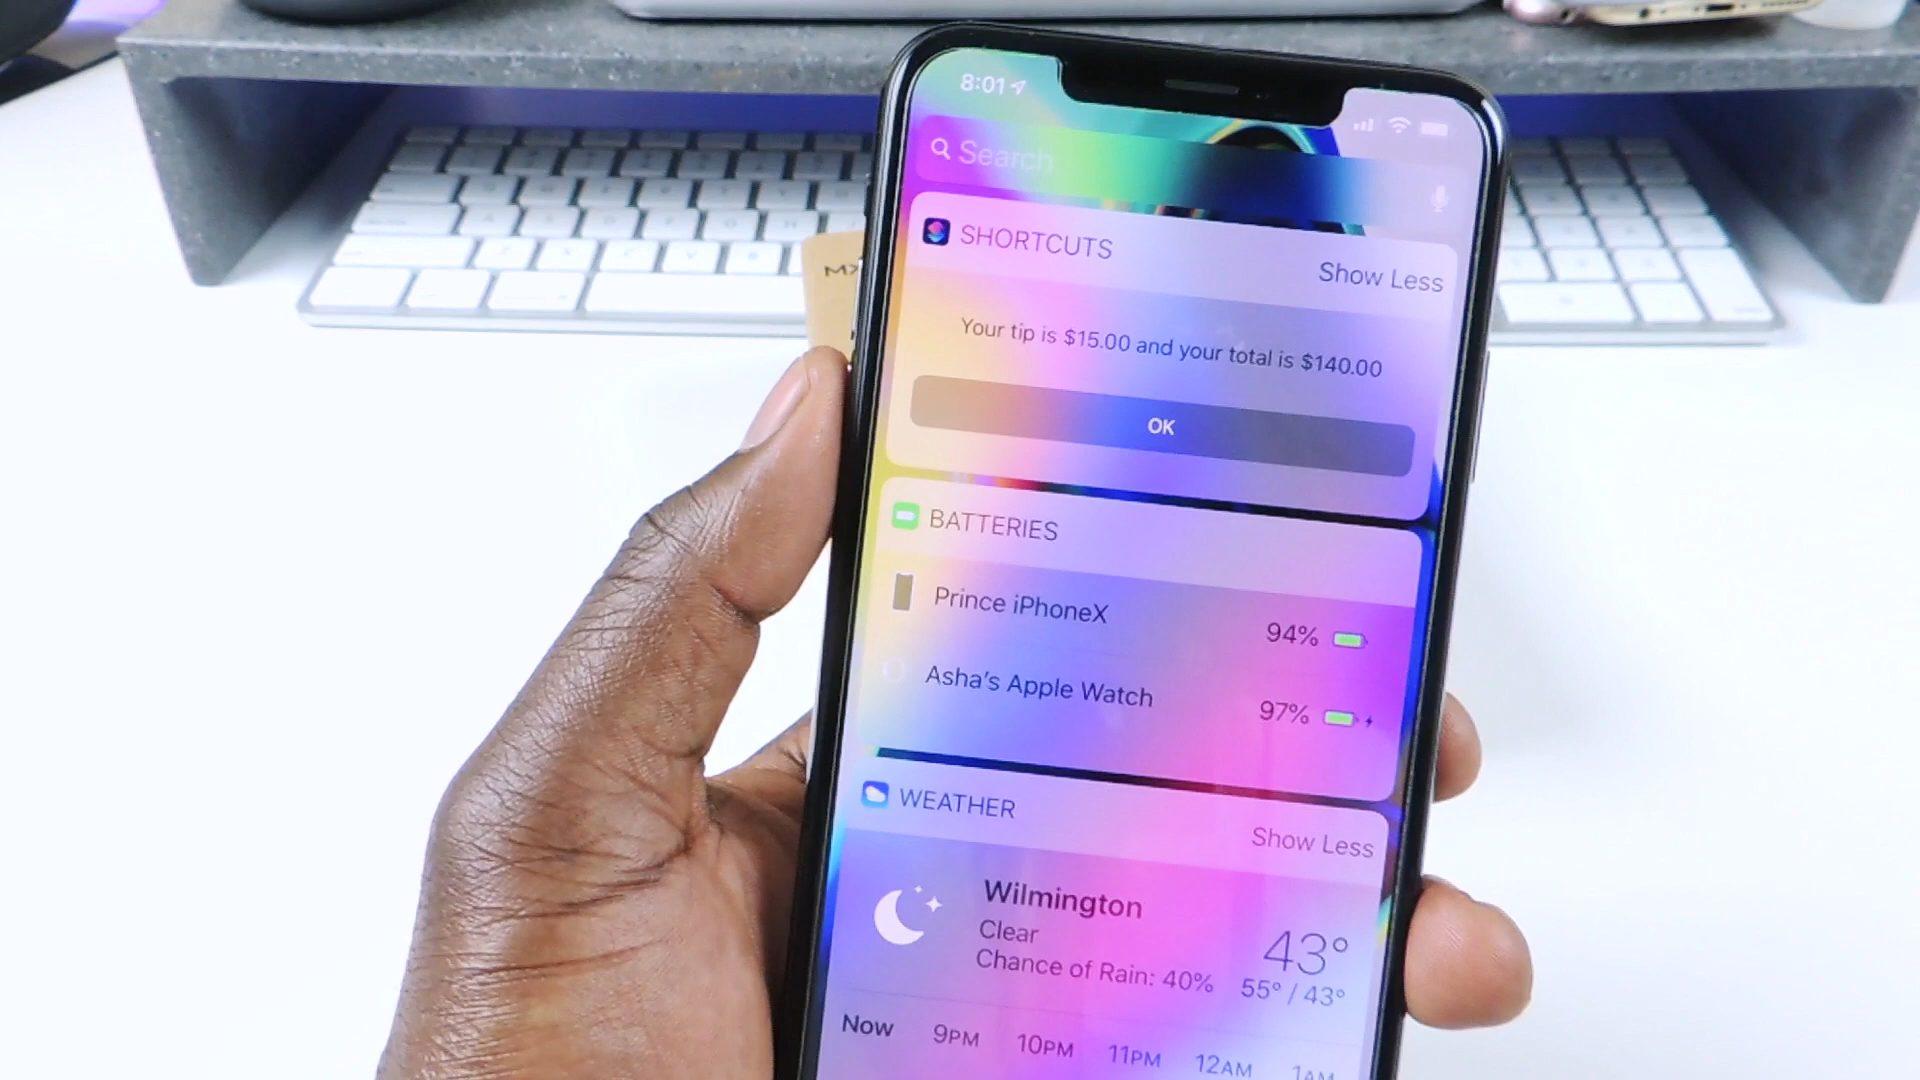 8:01
Search
SHORTCUTS
Show Less
Your tip is $15.00 and your total is $140.00
OK
BATTERIES
Prince iPhoneX
94%
Asha's Apple Watch
97%
WEATHER
Show Less
Wilmington
Clear
43°
Chance of Rain: 40%
55° / 43°
Now 9PM 10PM 11PM 12AM 1AM